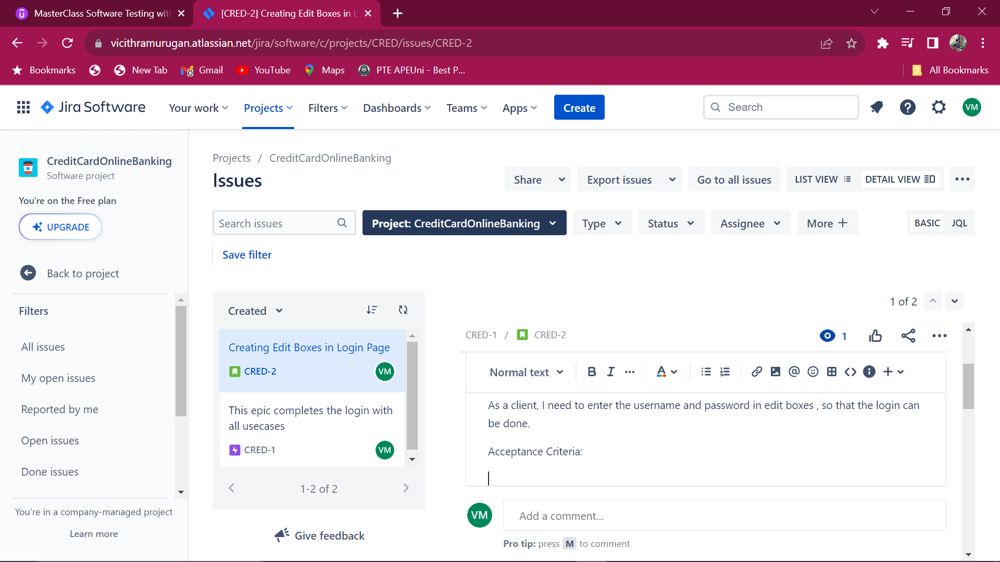 MasterClass Software Testing wit
[CRED-2] Creating Edit Boxes in L
vicithramurugan.atlassian.net/jira/software/c/projects/CRED/issues/CRED-2
Bookmarks
New Tab
Gmail
YouTube
Maps
PTE APEUni - Best P...
All Bookmarks
Jira Software
Your work
Projects
Filters
Dashboards
Teams
Apps
Create
Search
VM
CreditCardOnlineBanking
Software project
You're on the Free plan
UPGRADE
Back to project
Filters
All issues
My open issues
Reported by me
Open issues
Done issues
You're in a company-managed project
Learn more
Projects / CreditCardOnlineBanking
Issues
Share
Export issues
Go to all issues
LIST VIEW
DETAIL VIEW
Search issues
Project: CreditCardOnlineBanking
Type
Status
Assignee
More
BASIC
JQL
Save filter
Created
Creating Edit Boxes in Login Page
CRED-2
VM
This epic completes the login with
all usecases
CRED-1
VM
1-2 of 2
Give feedback
1 of 2
CRED-1 / CRED-2
1
Normal text
As a client, I need to enter the username and password in edit boxes , so that the login can
be done.
Acceptance Criteria:
VM
Add a comment...
Pro tip: press M to comment